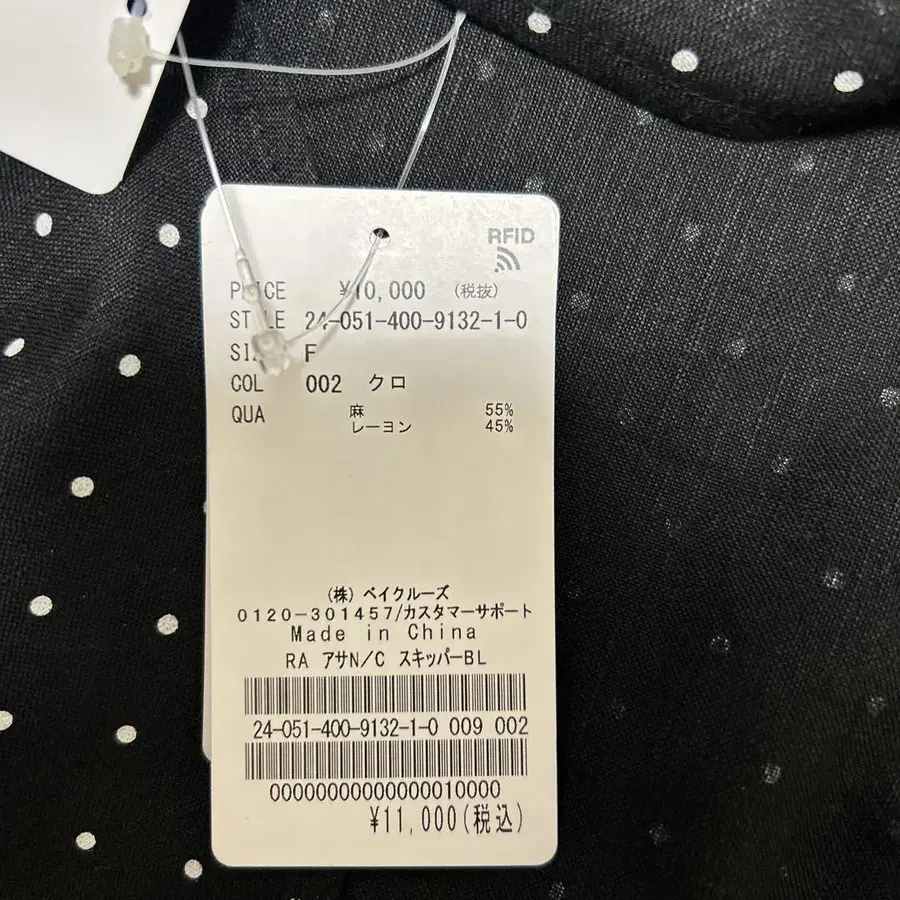 RFID
PRICE ¥10,000 (税抜)
STYLE 24-051-400-9132-1-0
SIZE F
COL 002 クロ
QUA 麻 55%
レーヨン 45%
(株) ベイクルーズ
0120-301457/カスタマーサポート
Made in China
RA アサN/C スキッパーBL
24-051-400-9132-1-0 009 002
00000000000000010000
¥11,000(税込)